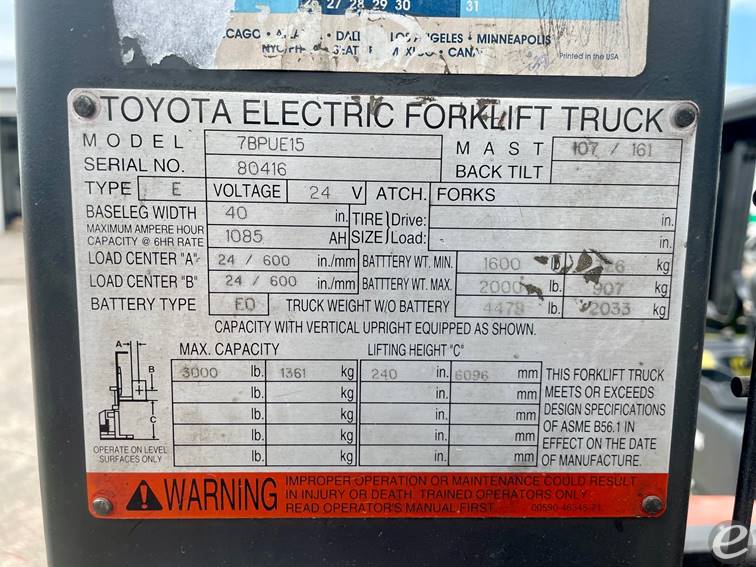 26 27 28 29 30 31
LOS ANGELES • MINNEAPOLIS
MEXICO • CANA
Printed in the USA
TOYOTA ELECTRIC FORKLIFT TRUCK
MODEL 7BPUE15 MAST 107 / 161
SERIAL NO. 80416 BACK TILT
TYPE E VOLTAGE 24 V ATCH. FORKS
BASELEG WIDTH 40 in. TIRE SIZE Drive: in.
MAXIMUM AMPERE HOUR CAPACITY @ 6HR RATE 1085 AH Load: in.
LOAD CENTER "A" 24 / 600 in./mm BATTTERY WT. MIN. 1600 lb. kg
LOAD CENTER "B" 24 / 600 in./mm BATTTERY WT. MAX. 2000 lb. 907 kg
BATTERY TYPE EO TRUCK WEIGHT W/O BATTERY 4478 lb. 2033 kg
CAPACITY WITH VERTICAL UPRIGHT EQUIPPED AS SHOWN.
MAX. CAPACITY LIFTING HEIGHT "C"
A
B
C
3000 lb. 1361 kg 240 in. 6096 mm
lb. kg in. mm
lb. kg in. mm
lb. kg in. mm
lb. kg in. mm
OPERATE ON LEVEL
SURFACES ONLY
THIS FORKLIFT TRUCK
MEETS OR EXCEEDS
DESIGN SPECIFICATIONS
OF ASME B56.1 IN
EFFECT ON THE DATE
OF MANUFACTURE.
WARNING
IMPROPER OPERATION OR MAINTENANCE COULD RESULT
IN INJURY OR DEATH. TRAINED OPERATORS ONLY
READ OPERATOR'S MANUAL FIRST. 00590-46345-71
e